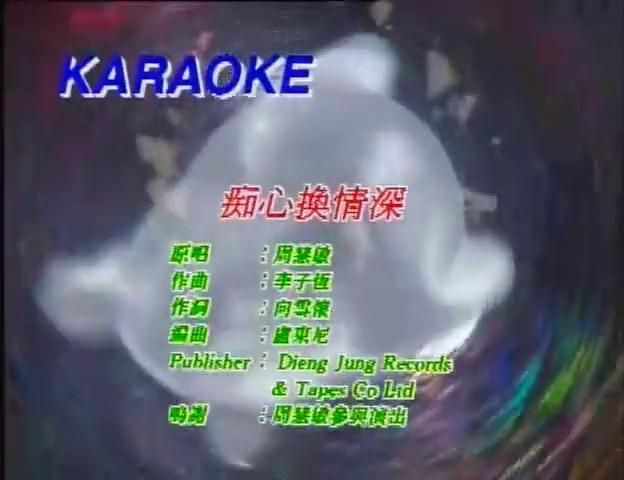 KARAOKE
痴心換情深
原唱 : 周慧敏
作曲 : 李子恆
作詞 : 向雪懷
編曲 : 盧東尼
Publisher : Dieng Jung Records
& Tapes Co Ltd
鳴謝 : 周慧敏參與演出